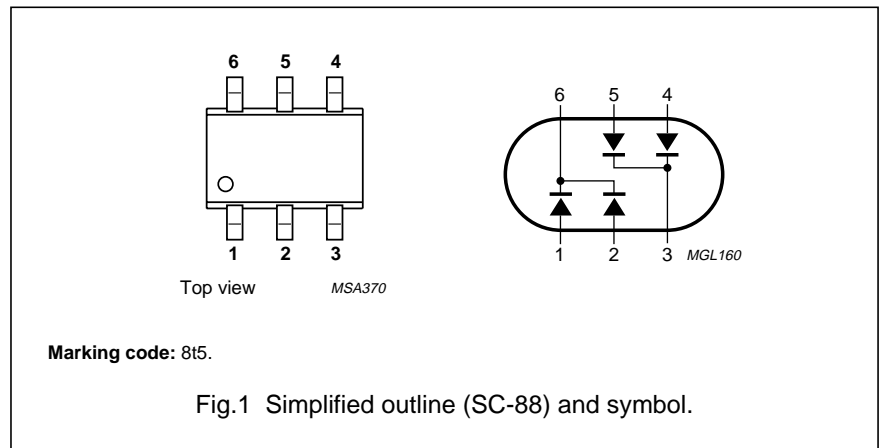 6 5 4
1 2 3
Top view MSA370
6 5 4
1 2 3 MGL160
Marking code: 8t5.
Fig.1 Simplified outline (SC-88) and symbol.